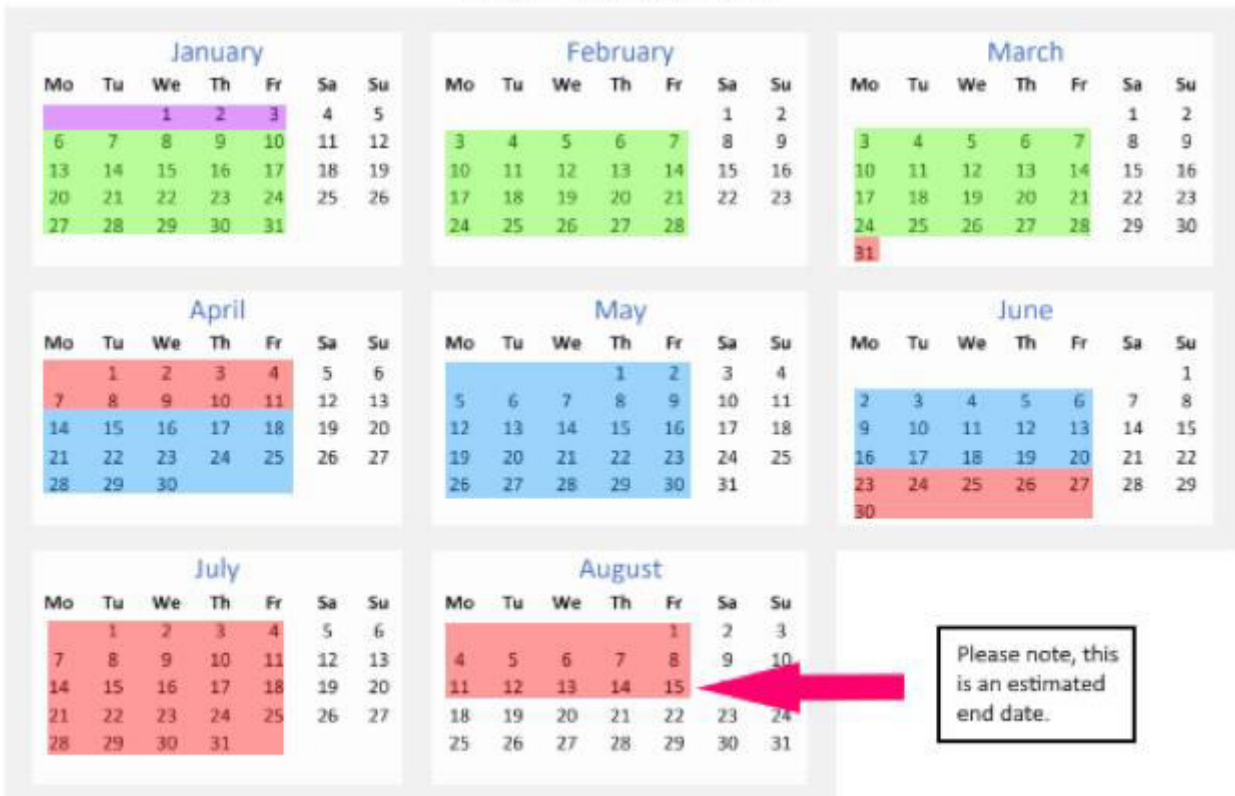 January
Mo Tu We Th Fr Sa Su
1 2 3 4 5
6 7 8 9 10 11 12
13 14 15 16 17 18 19
20 21 22 23 24 25 26
27 28 29 30 31
February
Mo Tu We Th Fr Sa Su
1 2
3 4 5 6 7 8 9
10 11 12 13 14 15 16
17 18 19 20 21 22 23
24 25 26 27 28
March
Mo Tu We Th Fr Sa Su
1 2
3 4 5 6 7 8 9
10 11 12 13 14 15 16
17 18 19 20 21 22 23
24 25 26 27 28 29 30
31
April
Mo Tu We Th Fr Sa Su
1 2 3 4 5 6
7 8 9 10 11 12 13
14 15 16 17 18 19 20
21 22 23 24 25 26 27
28 29 30
May
Mo Tu We Th Fr Sa Su
1 2 3 4
5 6 7 8 9 10 11
12 13 14 15 16 17 18
19 20 21 22 23 24 25
26 27 28 29 30 31
June
Mo Tu We Th Fr Sa Su
1
2 3 4 5 6 7 8
9 10 11 12 13 14 15
16 17 18 19 20 21 22
23 24 25 26 27 28 29
30
July
Mo Tu We Th Fr Sa Su
1 2 3 4 5 6
7 8 9 10 11 12 13
14 15 16 17 18 19 20
21 22 23 24 25 26 27
28 29 30 31
August
Mo Tu We Th Fr Sa Su
1 2 3
4 5 6 7 8 9 10
11 12 13 14 15
18 19 20 21 22 23 24
25 26 27 28 29 30 31
Please note, this
is an estimated
end date.